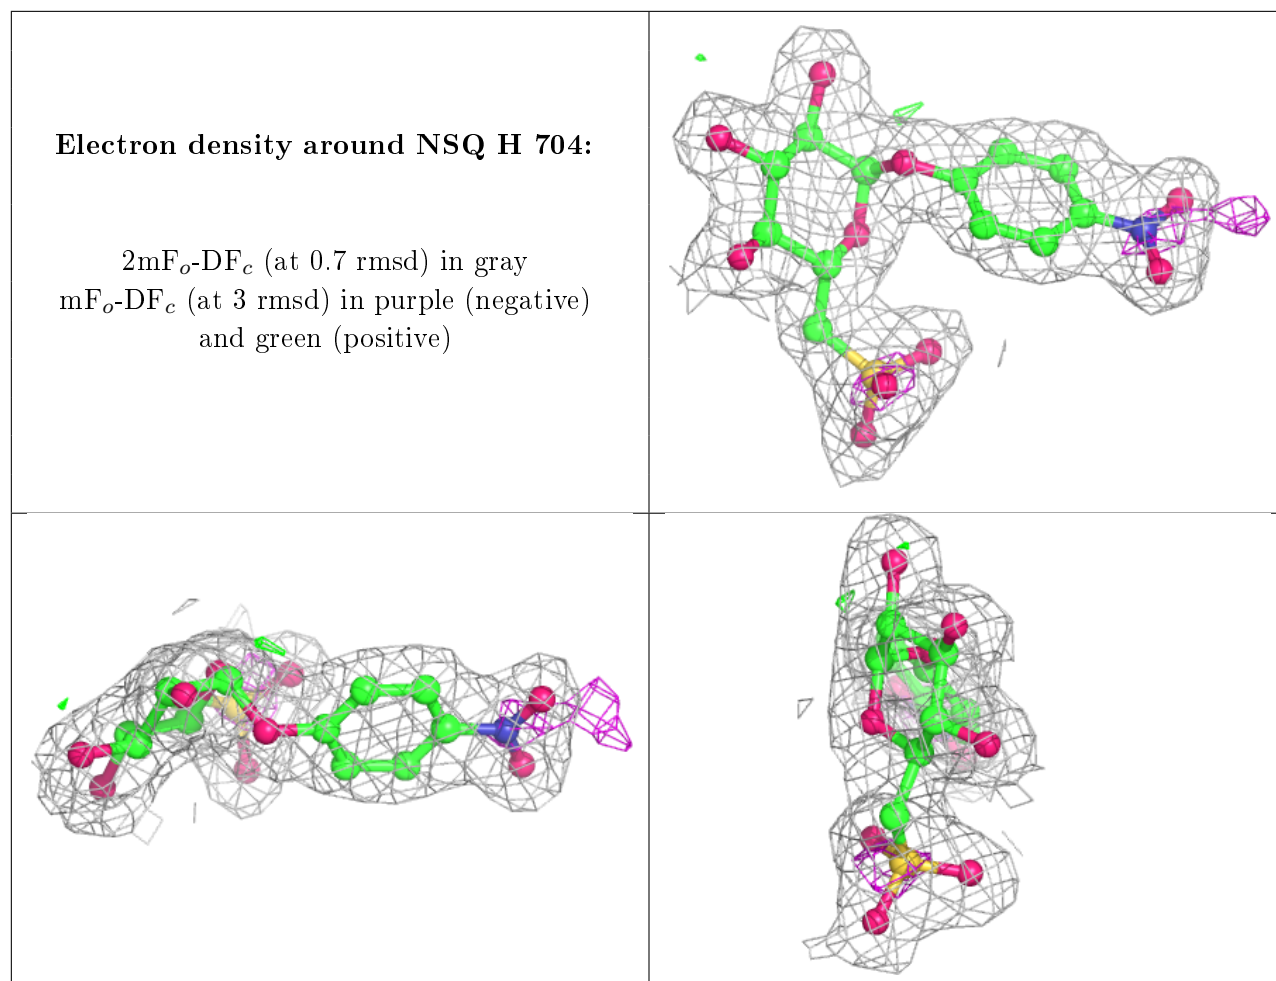 Electron density around NSQ H 704:
2mFo-DFc (at 0.7 rmsd) in gray
mFo-DFc (at 3 rmsd) in purple (negative)
and green (positive)